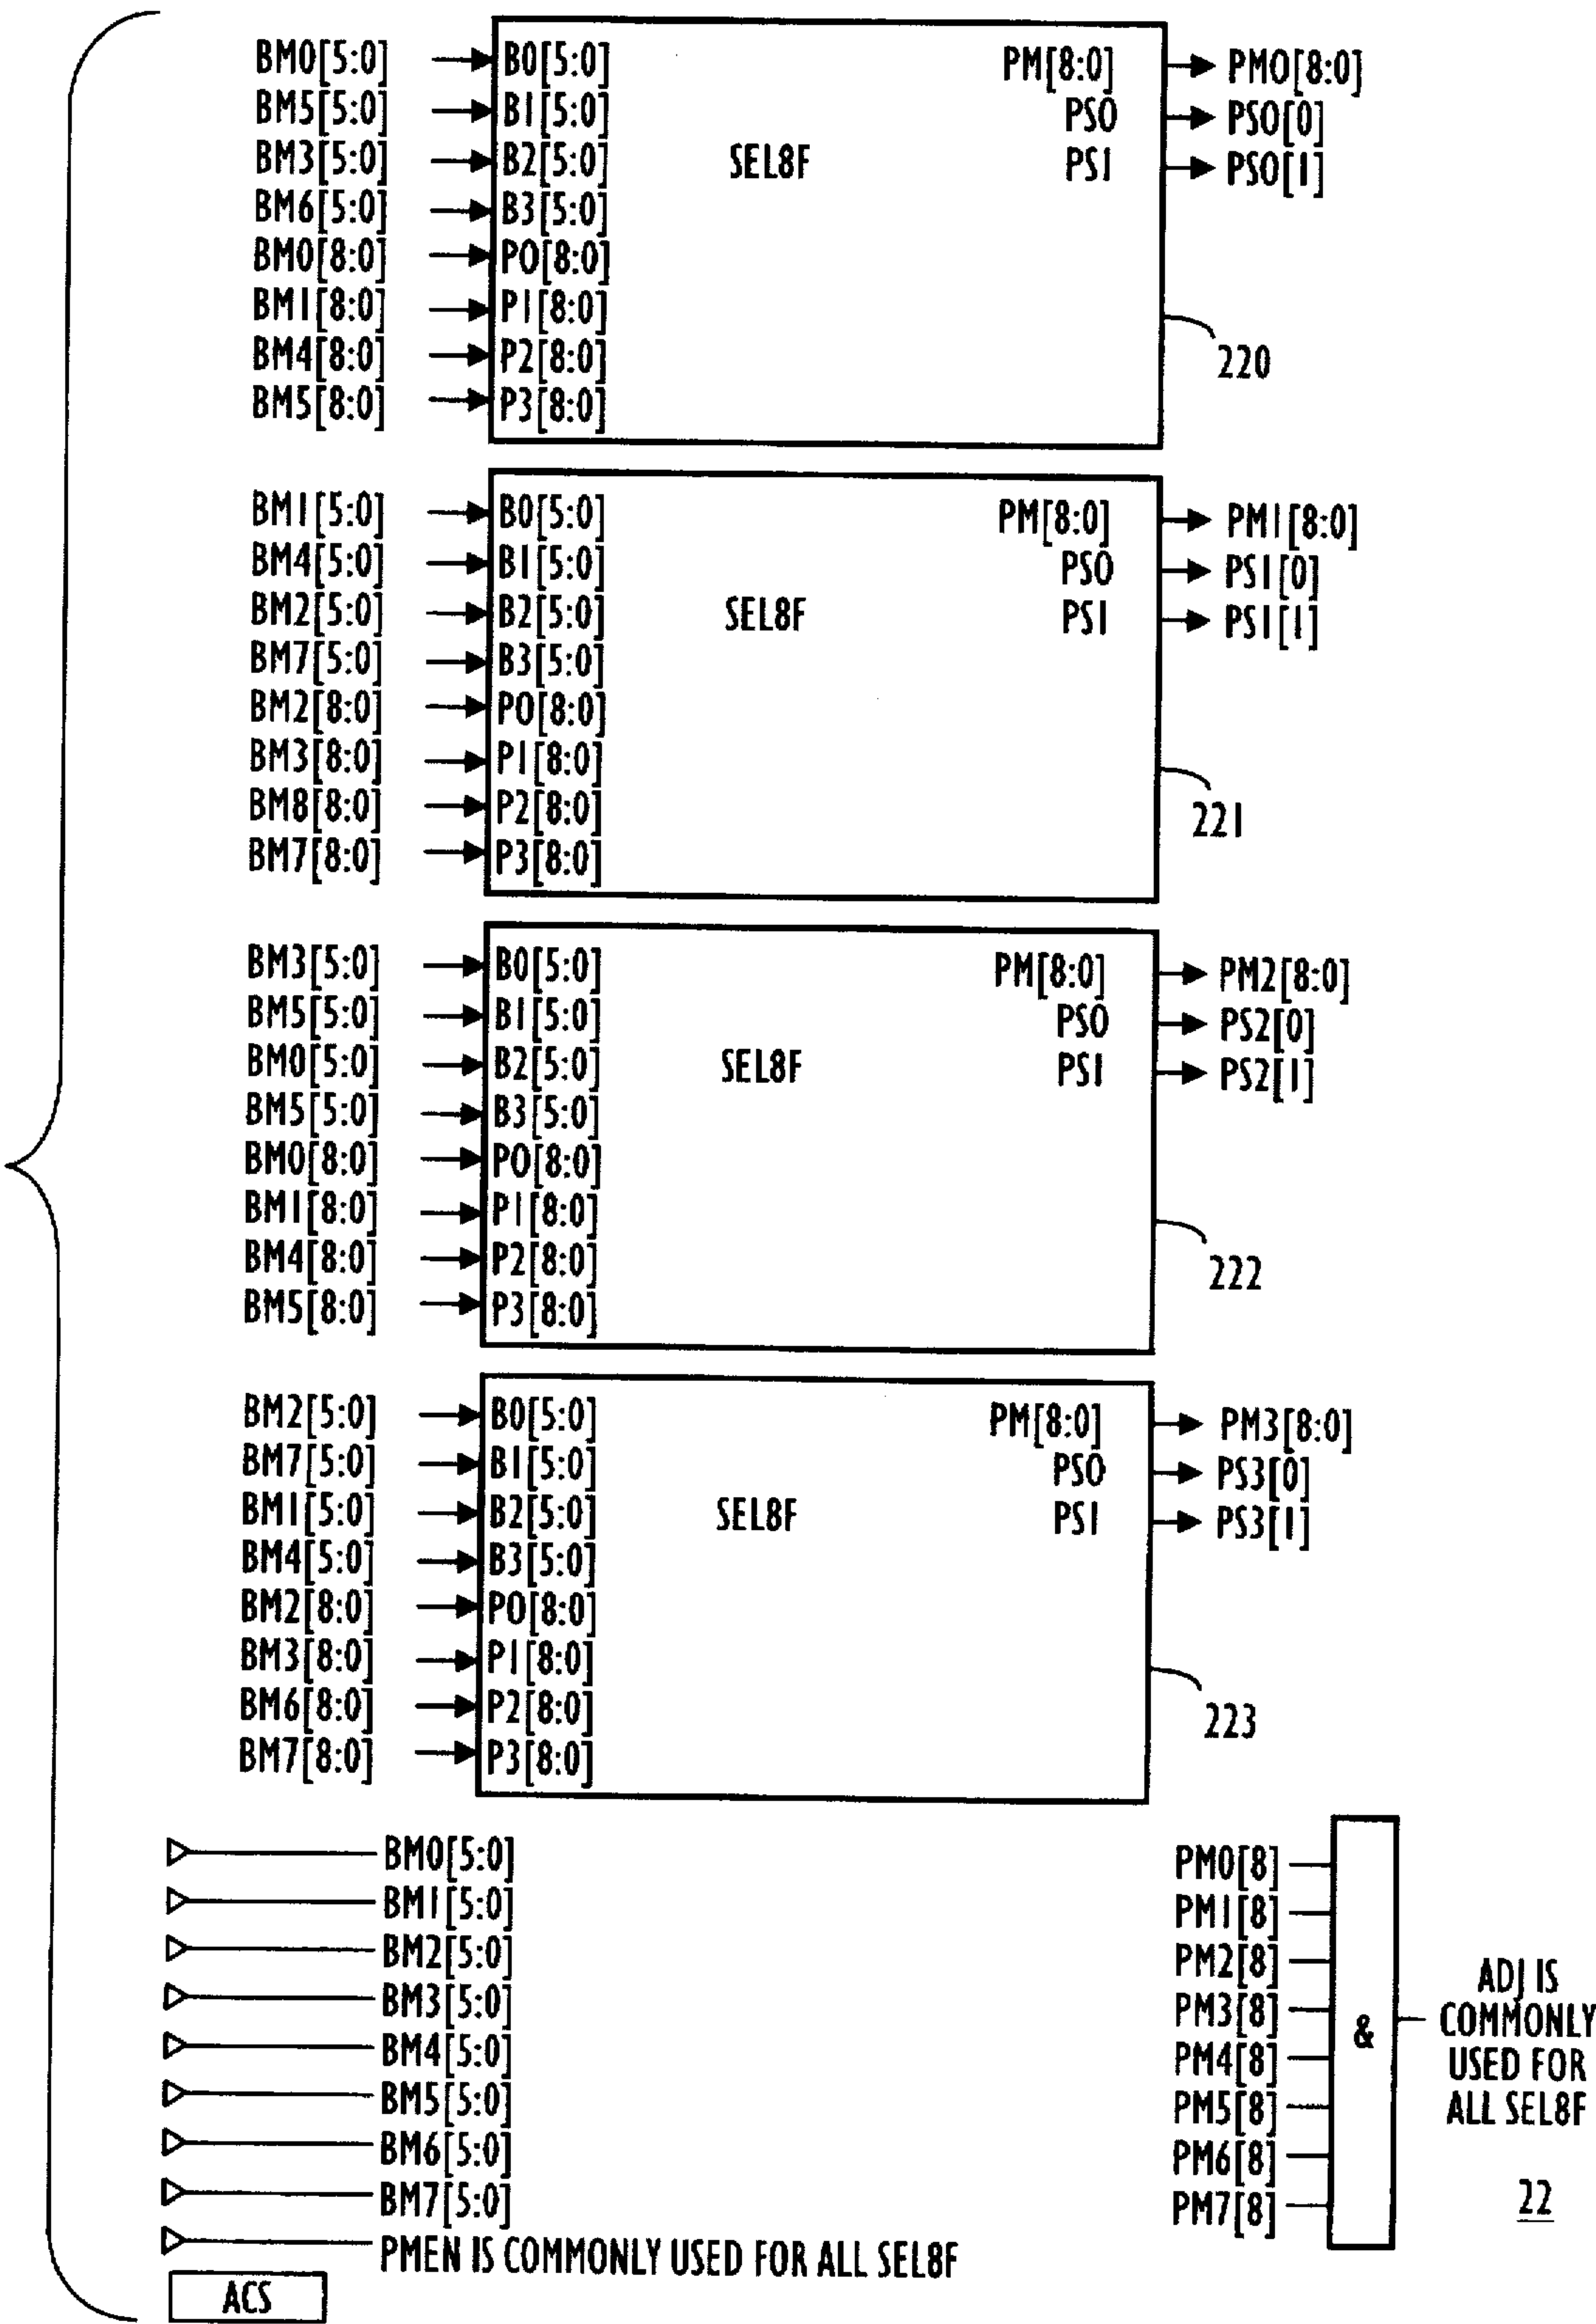 BM0[5:0] B0[5:0] PM[8:0] PM0[8:0]
BM5[5:0] B1[5:0] PS0 PS0[0]
BM3[5:0] B2[5:0] SEL8F PS1 PS0[1]
BM6[5:0] B3[5:0]
BM0[8:0] P0[8:0]
BM1[8:0] P1[8:0]
BM4[8:0] P2[8:0] 220
BM5[8:0] P3[8:0]
BM1[5:0] B0[5:0] PM[8:0] PM1[8:0]
BM4[5:0] B1[5:0] PS0 PS1[0]
BM2[5:0] B2[5:0] SEL8F PS1 PS1[1]
BM7[5:0] B3[5:0]
BM2[8:0] P0[8:0]
BM3[8:0] P1[8:0]
BM8[8:0] P2[8:0] 221
BM7[8:0] P3[8:0]
BM3[5:0] B0[5:0] PM[8:0] PM2[8:0]
BM5[5:0] B1[5:0] PS0 PS2[0]
BM0[5:0] B2[5:0] SEL8F PS1 PS2[1]
BM5[5:0] B3[5:0]
BM0[8:0] P0[8:0]
BM1[8:0] P1[8:0]
BM4[8:0] P2[8:0] 222
BM5[8:0] P3[8:0]
BM2[5:0] B0[5:0] PM[8:0] PM3[8:0]
BM7[5:0] B1[5:0] PS0 PS3[0]
BM1[5:0] B2[5:0] SEL8F PS1 PS3[1]
BM4[5:0] B3[5:0]
BM2[8:0] P0[8:0]
BM3[8:0] P1[8:0]
BM6[8:0] P2[8:0] 223
BM7[8:0] P3[8:0]
BM0[5:0]
BM1[5:0]
BM2[5:0]
BM3[5:0]
BM4[5:0]
BM5[5:0]
BM6[5:0]
BM7[5:0]
PMEN IS COMMONLY USED FOR ALL SEL8F
ACS
PM0[8]
PM1[8]
PM2[8]
PM3[8]
PM4[8]
PM5[8]
PM6[8]
PM7[8]
&
ADJ IS
COMMONLY
USED FOR
ALL SEL8F
22